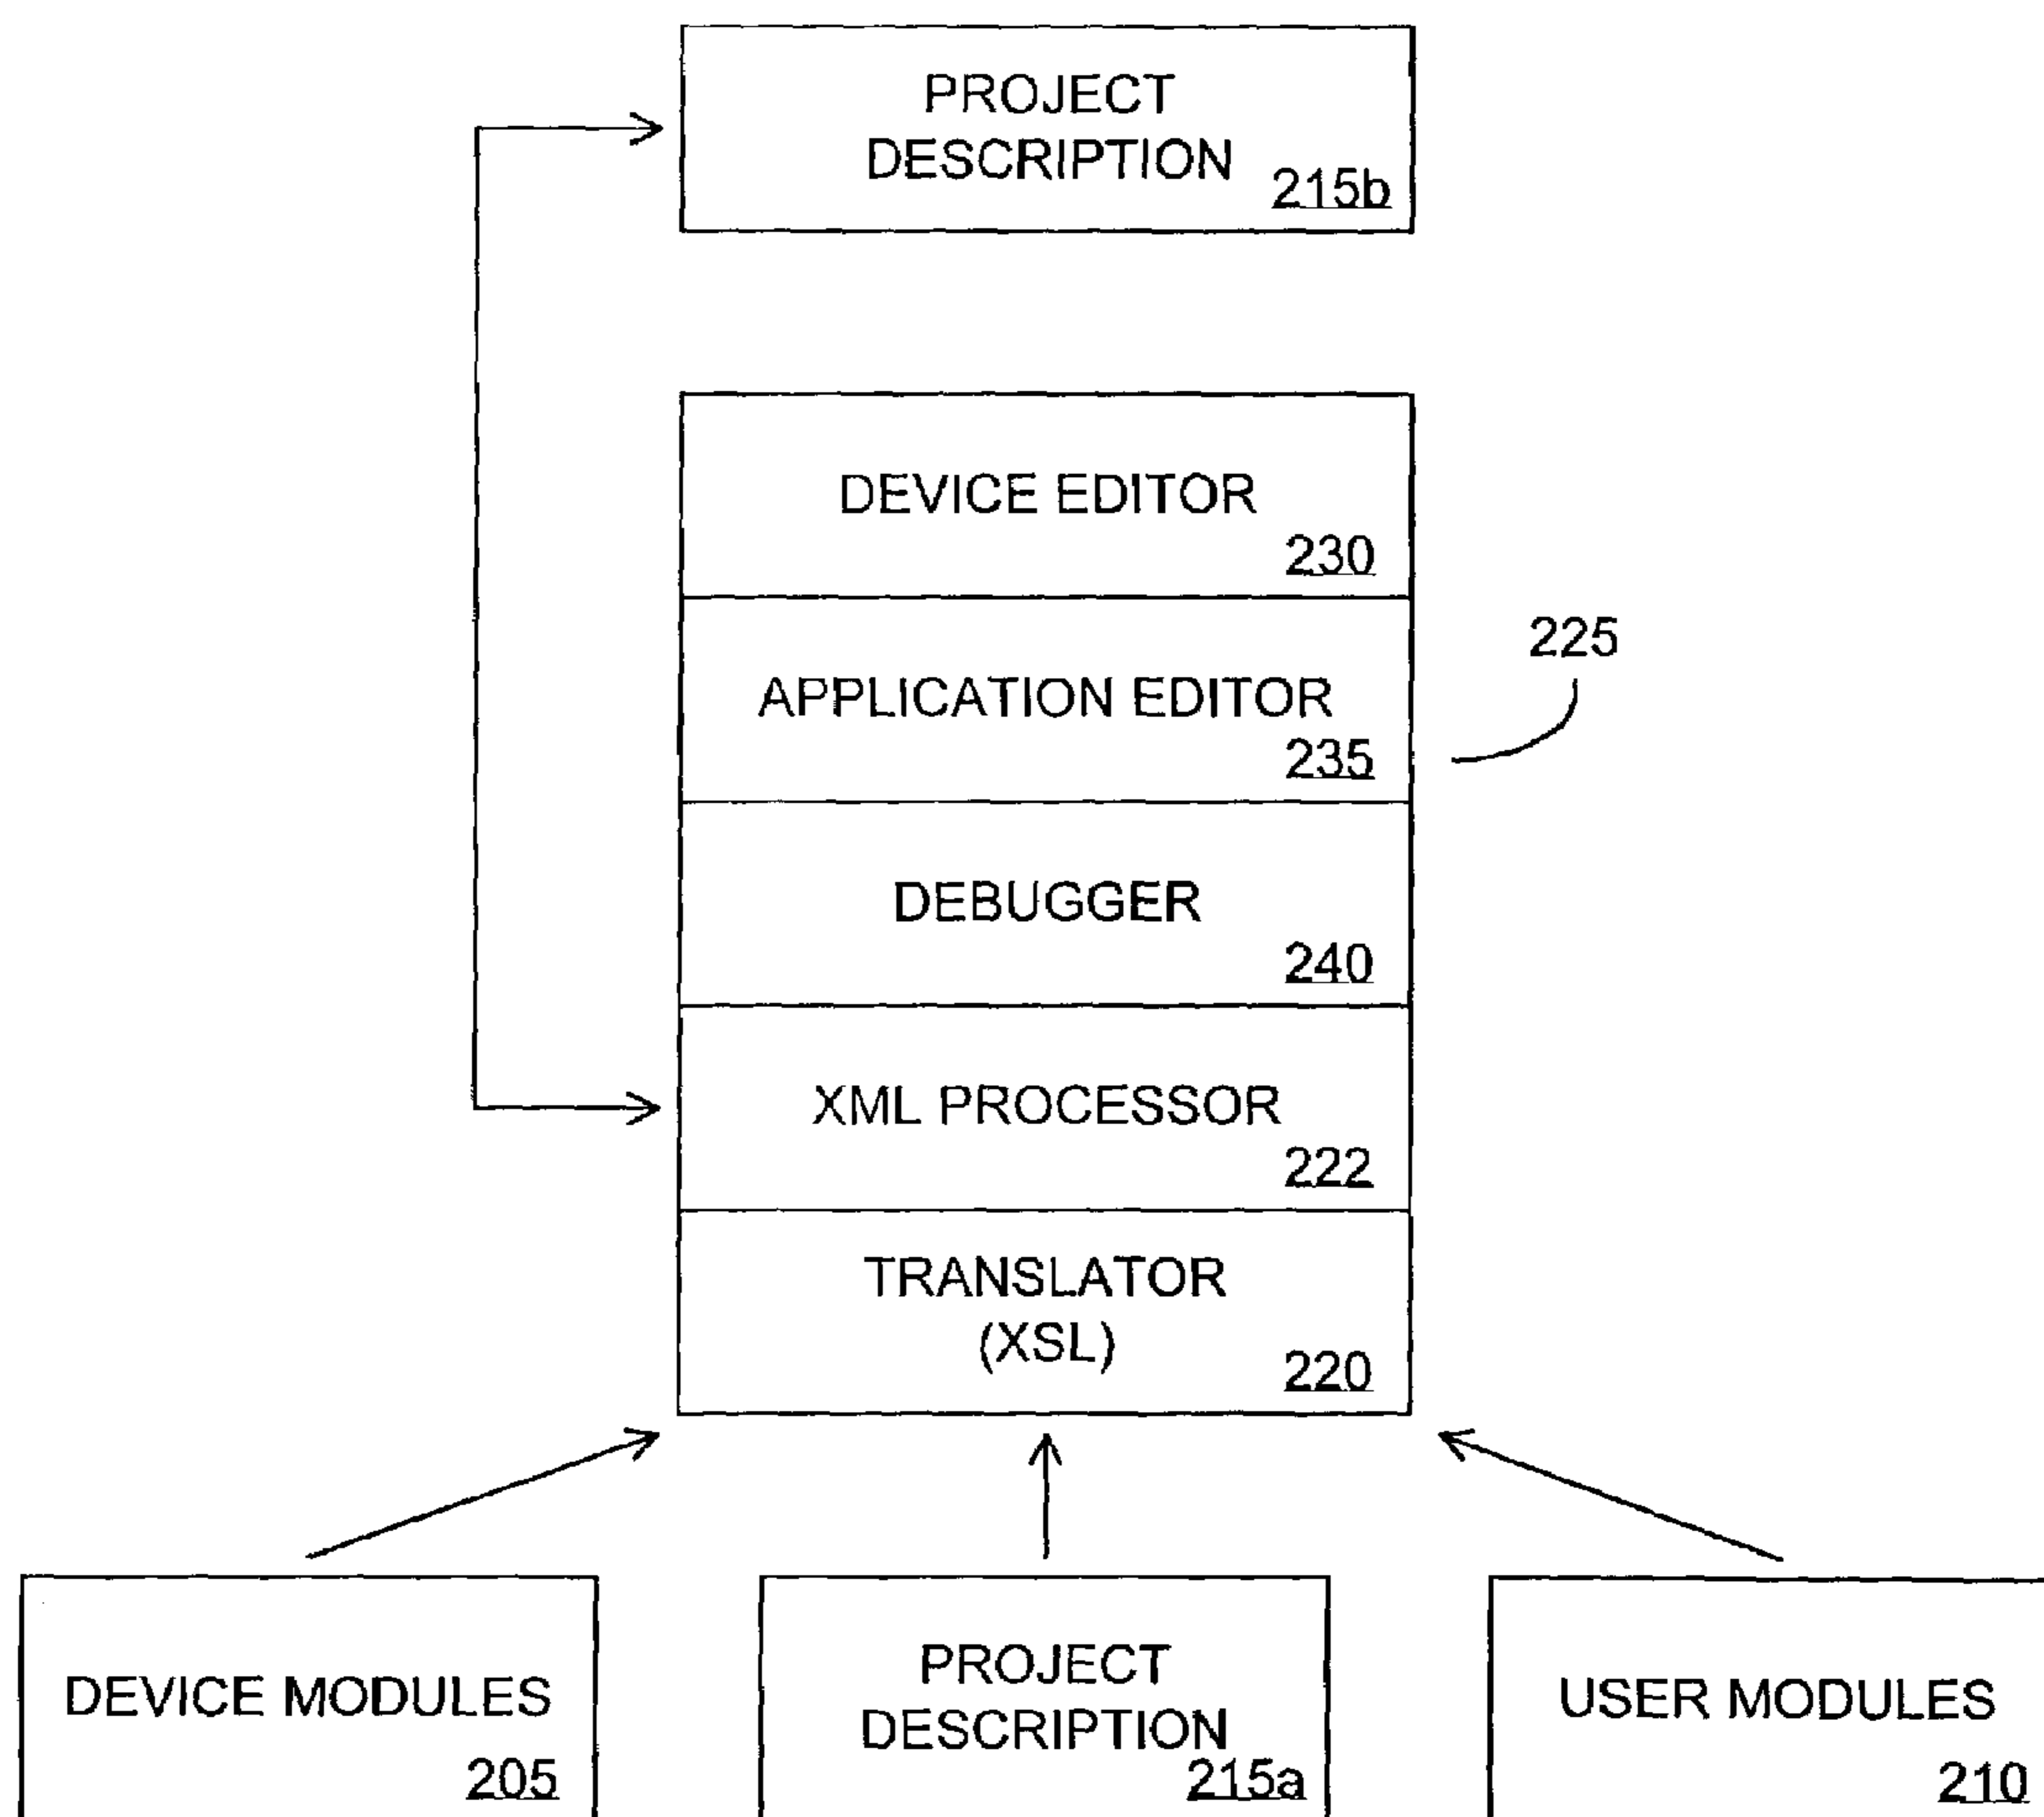 PROJECT
DESCRIPTION
215b
DEVICE EDITOR
230
225
APPLICATION EDITOR
235
DEBUGGER
240
XML PROCESSOR
222
TRANSLATOR
(XSL)
220
DEVICE MODULES
205
PROJECT
DESCRIPTION
215a
USER MODULES
210